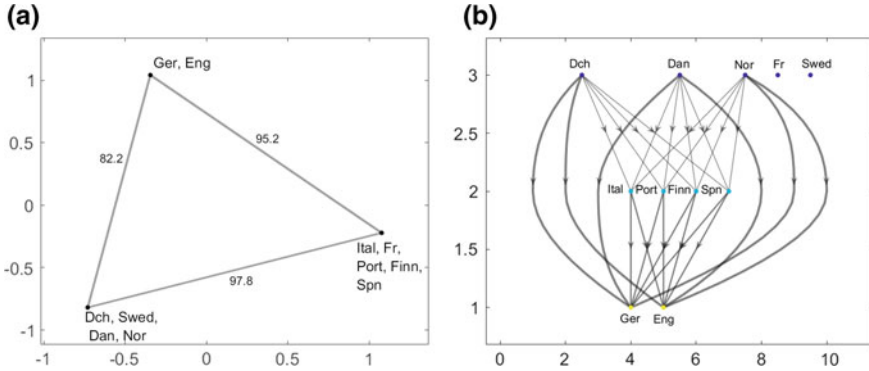 (a)
1
0.5
0
-0.5
-1
-1
-0.5
0
0.5
1
Ger, Eng
82.2
95.2
97.8
Ital, Fr,
Port, Finn,
Spn
Dch, Swed,
Dan, Nor
(b)
3
2.5
2
1.5
1
0
2
4
6
8
10
Dch
Dan
Nor
Fr
Swed
Ital
Port
Finn
Spn
Ger
Eng